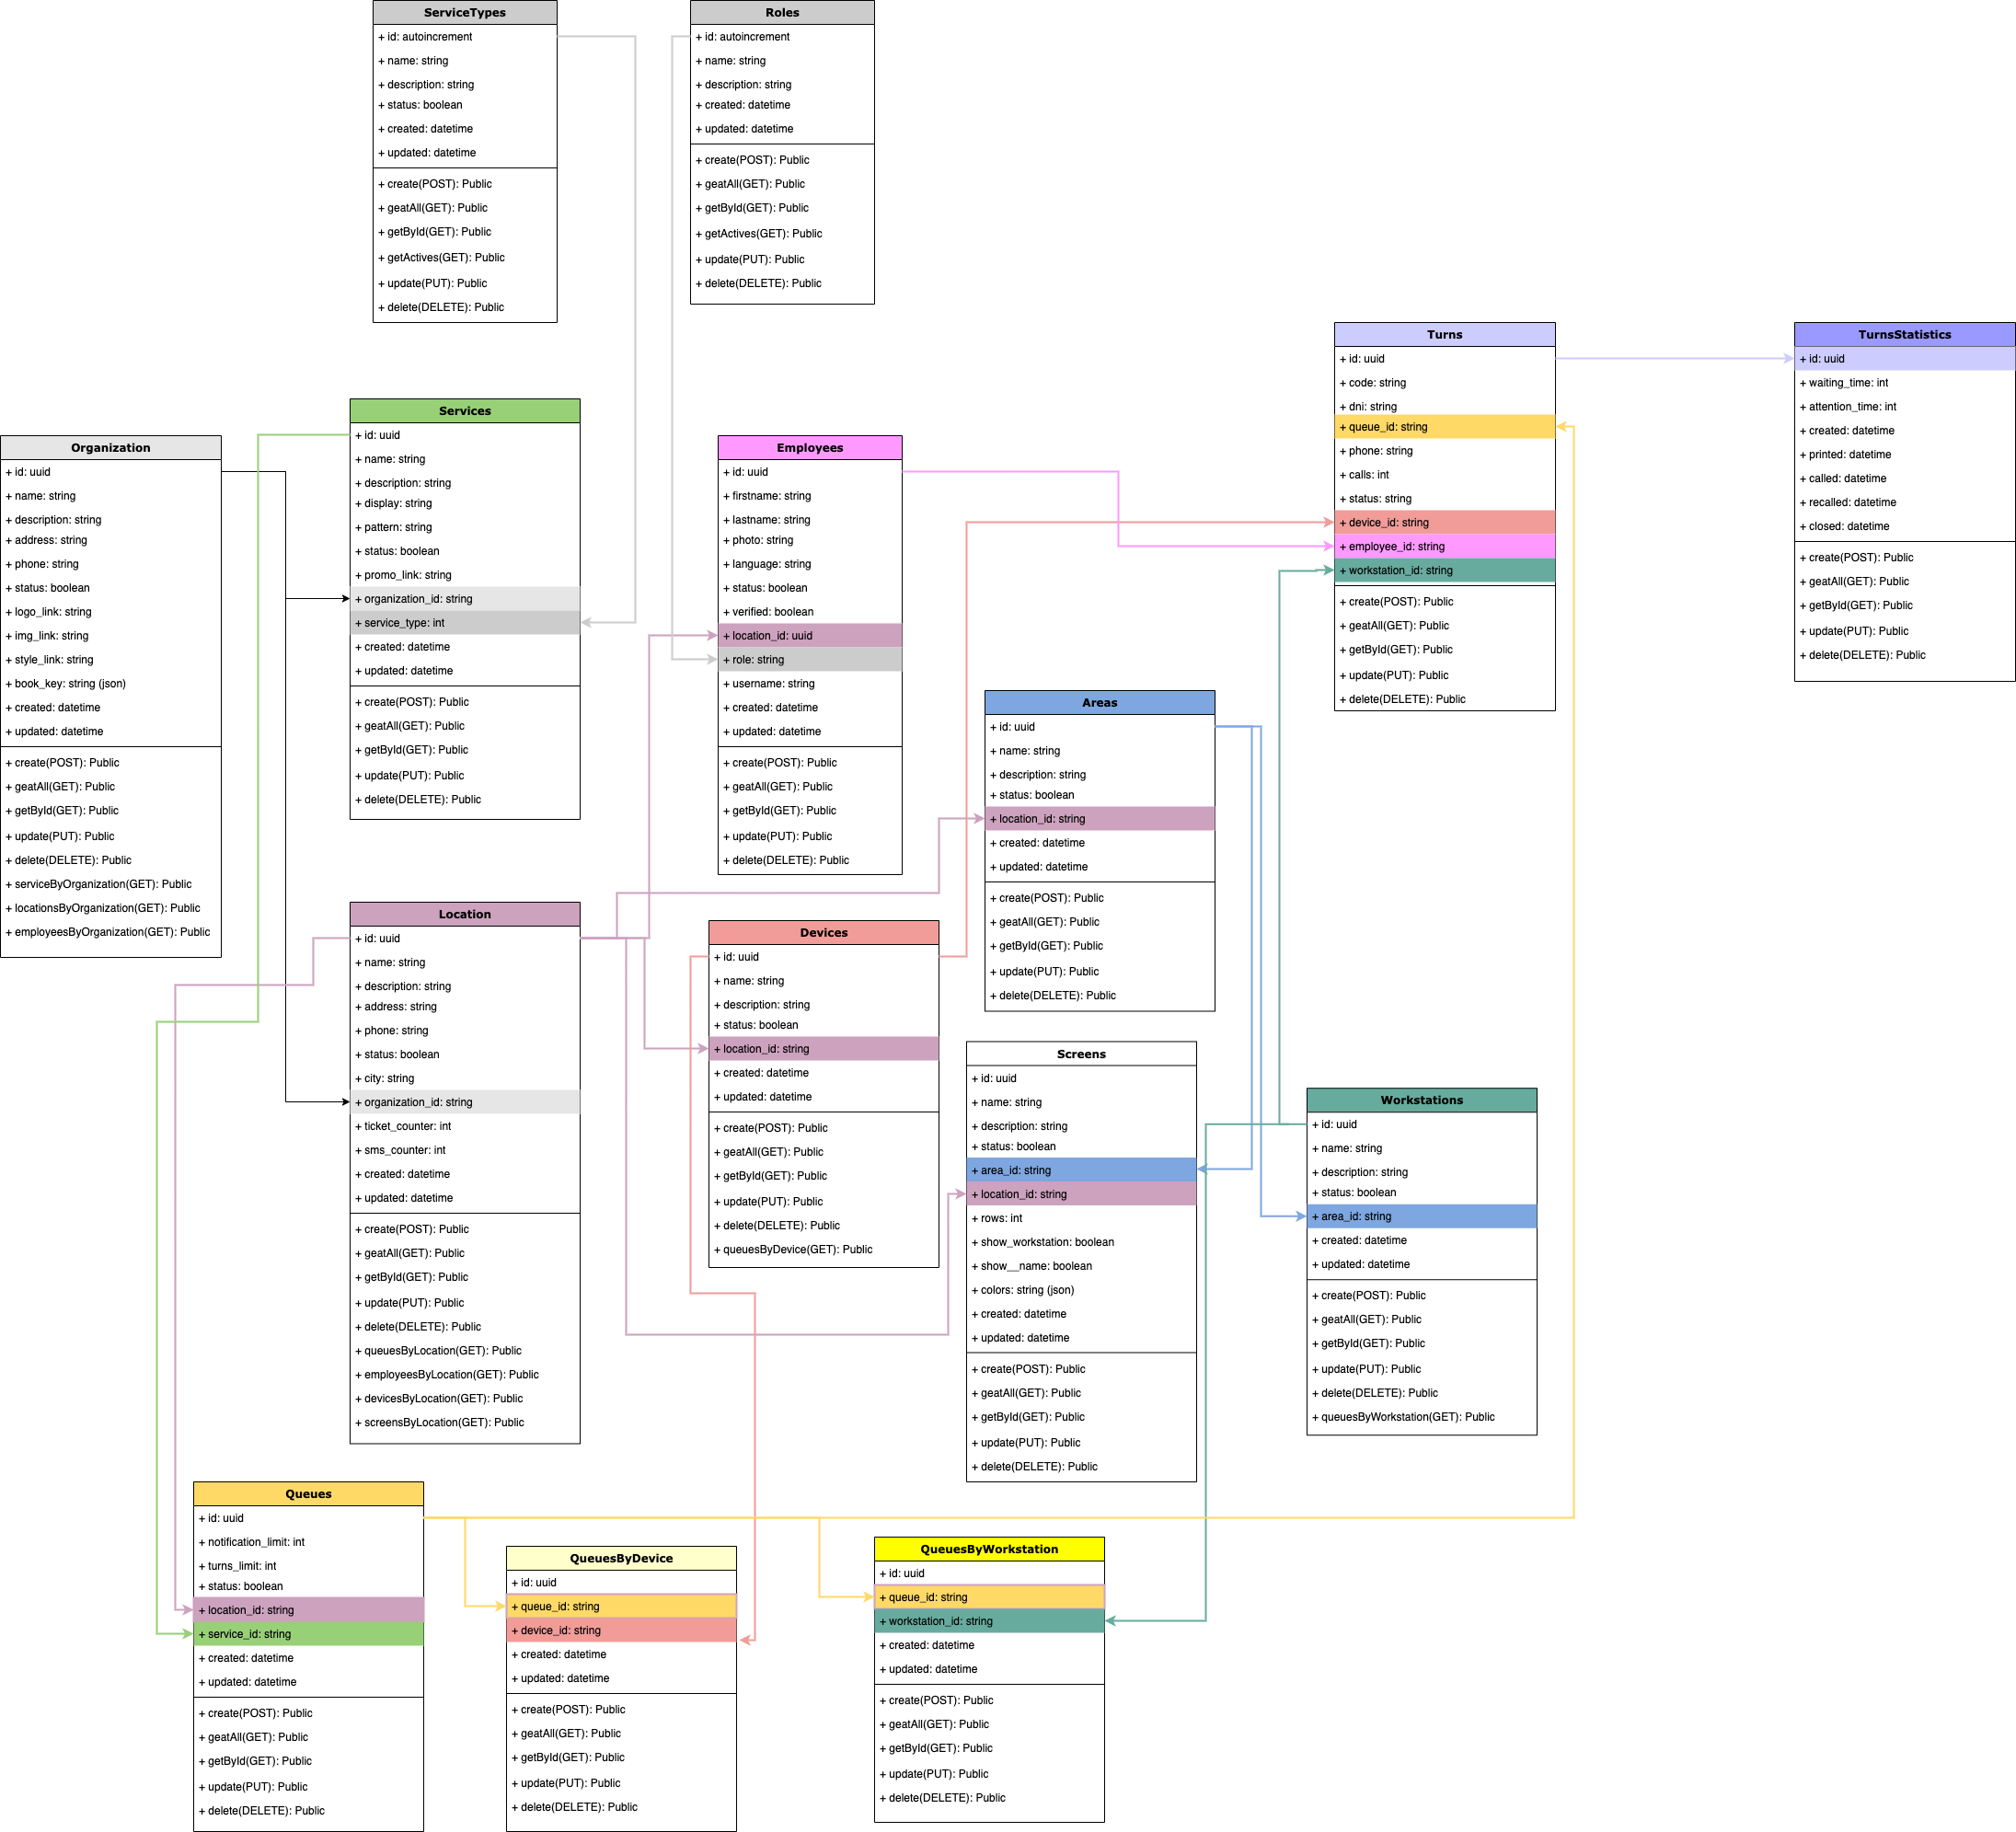 ServiceTypes
+ id: autoincrement
+ name: string
+ description: string
+ status: boolean
+ created: datetime
+ updated: datetime
+ create(POST): Public
+ geatAll(GET): Public
+ getById(GET): Public
+ getActives(GET): Public
+ update(PUT): Public
+ delete(DELETE): Public
Roles
+ id: autoincrement
+ name: string
+ description: string
+ created: datetime
+ updated: datetime
+ create(POST): Public
+ geatAll(GET): Public
+ getById(GET): Public
+ getActives(GET): Public
+ update(PUT): Public
+ delete(DELETE): Public
Turns
+ id: uuid
+ code: string
+ dni: string
+ queue_id: string
+ phone: string
+ calls: int
+ status: string
+ device_id: string
+ employee_id: string
+ workstation_id: string
+ create(POST): Public
+ geatAll(GET): Public
+ getById(GET): Public
+ update(PUT): Public
+ delete(DELETE): Public
TurnsStatistics
+ id: uuid
+ waiting_time: int
+ attention_time: int
+ created: datetime
+ printed: datetime
+ called: datetime
+ recalled: datetime
+ closed: datetime
+ create(POST): Public
+ geatAll(GET): Public
+ getById(GET): Public
+ update(PUT): Public
+ delete(DELETE): Public
Organization
+ id: uuid
+ name: string
+ description: string
+ address: string
+ phone: string
+ status: boolean
+ logo_link: string
+ img_link: string
+ style_link: string
+ book_key: string (json)
+ created: datetime
+ updated: datetime
+ create(POST): Public
+ geatAll(GET): Public
+ getById(GET): Public
+ update(PUT): Public
+ delete(DELETE): Public
+ serviceByOrganization(GET): Public
+ locationsByOrganization(GET): Public
+ employeesByOrganization(GET): Public
Services
+ id: uuid
+ name: string
+ description: string
+ display: string
+ pattern: string
+ status: boolean
+ promo_link: string
+ organization_id: string
+ service_type: int
+ created: datetime
+ updated: datetime
+ create(POST): Public
+ geatAll(GET): Public
+ getById(GET): Public
+ update(PUT): Public
+ delete(DELETE): Public
Employees
+ id: uuid
+ firstname: string
+ lastname: string
+ photo: string
+ language: string
+ status: boolean
+ verified: boolean
+ location_id: uuid
+ role: string
+ username: string
+ created: datetime
+ updated: datetime
+ create(POST): Public
+ geatAll(GET): Public
+ getById(GET): Public
+ update(PUT): Public
+ delete(DELETE): Public
Areas
+ id: uuid
+ name: string
+ description: string
+ status: boolean
+ location_id: string
+ created: datetime
+ updated: datetime
+ create(POST): Public
+ geatAll(GET): Public
+ getById(GET): Public
+ update(PUT): Public
+ delete(DELETE): Public
Location
+ id: uuid
+ name: string
+ description: string
+ address: string
+ phone: string
+ status: boolean
+ city: string
+ organization_id: string
+ ticket_counter: int
+ sms_counter: int
+ created: datetime
+ updated: datetime
+ create(POST): Public
+ geatAll(GET): Public
+ getById(GET): Public
+ update(PUT): Public
+ delete(DELETE): Public
+ queuesByLocation(GET): Public
+ employeesByLocation(GET): Public
+ devicesByLocation(GET): Public
+ screensByLocation(GET): Public
Devices
+ id: uuid
+ name: string
+ description: string
+ status: boolean
+ location_id: string
+ created: datetime
+ updated: datetime
+ create(POST): Public
+ geatAll(GET): Public
+ getById(GET): Public
+ update(PUT): Public
+ delete(DELETE): Public
+ queuesByDevice(GET): Public
Screens
+ id: uuid
+ name: string
+ description: string
+ status: boolean
+ area_id: string
+ location_id: string
+ rows: int
+ show_workstation: boolean
+ show__name: boolean
+ colors: string (json)
+ created: datetime
+ updated: datetime
+ create(POST): Public
+ geatAll(GET): Public
+ getById(GET): Public
+ update(PUT): Public
+ delete(DELETE): Public
Workstations
+ id: uuid
+ name: string
+ description: string
+ status: boolean
+ area_id: string
+ created: datetime
+ updated: datetime
+ create(POST): Public
+ geatAll(GET): Public
+ getById(GET): Public
+ update(PUT): Public
+ delete(DELETE): Public
+ queuesByWorkstation(GET): Public
Queues
+ id: uuid
+ notification_limit: int
+ turns_limit: int
+ status: boolean
+ location_id: string
+ service_id: string
+ created: datetime
+ updated: datetime
+ create(POST): Public
+ geatAll(GET): Public
+ getById(GET): Public
+ update(PUT): Public
+ delete(DELETE): Public
QueuesByDevice
+ id: uuid
+ queue_id: string
+ device_id: string
+ created: datetime
+ updated: datetime
+ create(POST): Public
+ geatAll(GET): Public
+ getById(GET): Public
+ update(PUT): Public
+ delete(DELETE): Public
QueuesByWorkstation
+ id: uuid
+ queue_id: string
+ workstation_id: string
+ created: datetime
+ updated: datetime
+ create(POST): Public
+ geatAll(GET): Public
+ getById(GET): Public
+ update(PUT): Public
+ delete(DELETE): Public